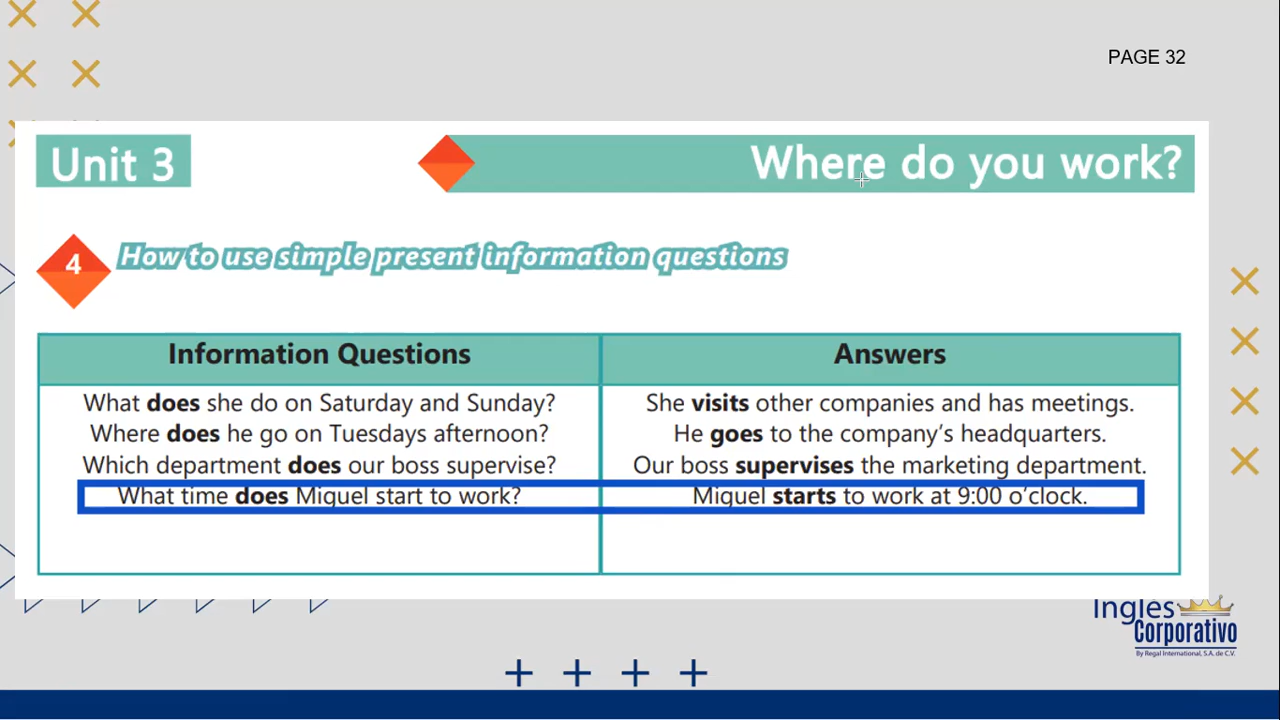 PAGE 32
Unit 3
Where do you work?
4
How to use simple present information questions
Information Questions
Answers
What does she do on Saturday and Sunday?
She visits other companies and has meetings.
Where does he go on Tuesdays afternoon?
He goes to the company's headquarters.
Which department does our boss supervise?
Our boss supervises the marketing department.
What time does Miguel start to work?
Miguel starts to work at 9:00 o'clock.
Inglés
Corporativo
By Regal International, S.A. de C.V.